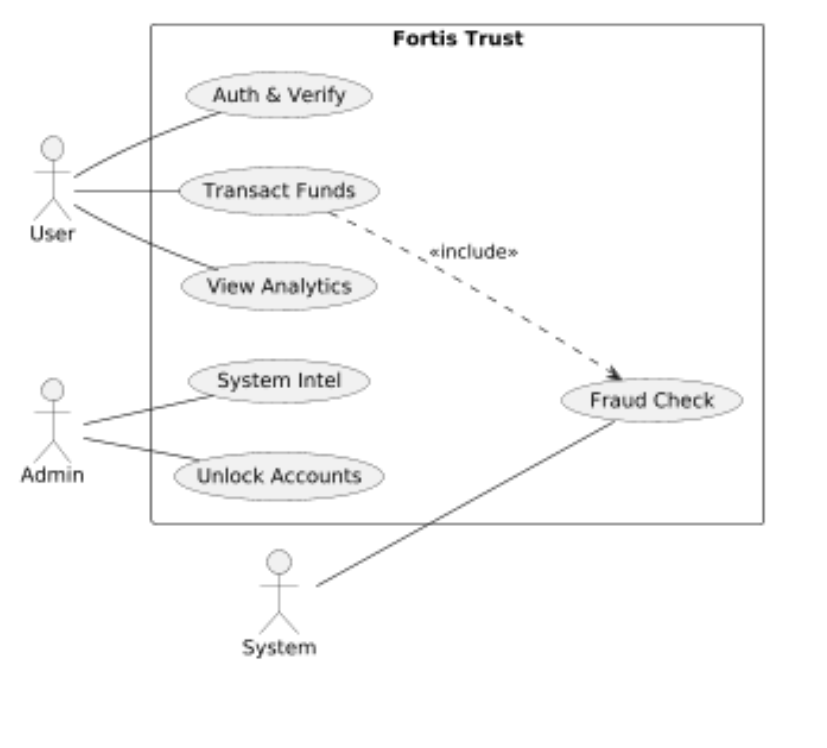 Fortis Trust
Auth & Verify
Transact Funds
User
«include»
View Analytics
System Intel
Fraud Check
Admin
Unlock Accounts
System